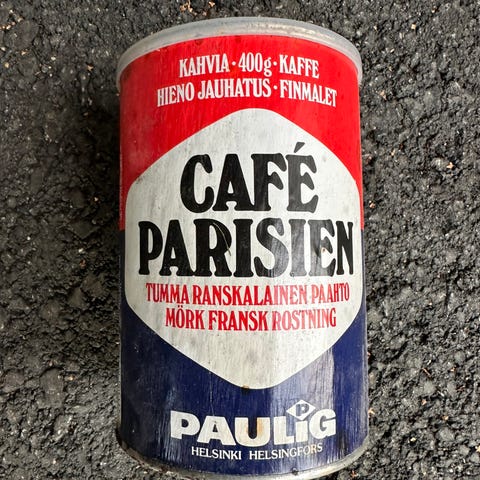 KAHVIA · 400g · KAFFE
HIENO JAUHATUS · FINMALET
CAFÉ
PARISIEN
TUMMA RANSKALAINEN PAAHTO
MÖRK FRANSK ROSTNING
P
PAULiG
HELSINKI HELSINGFORS